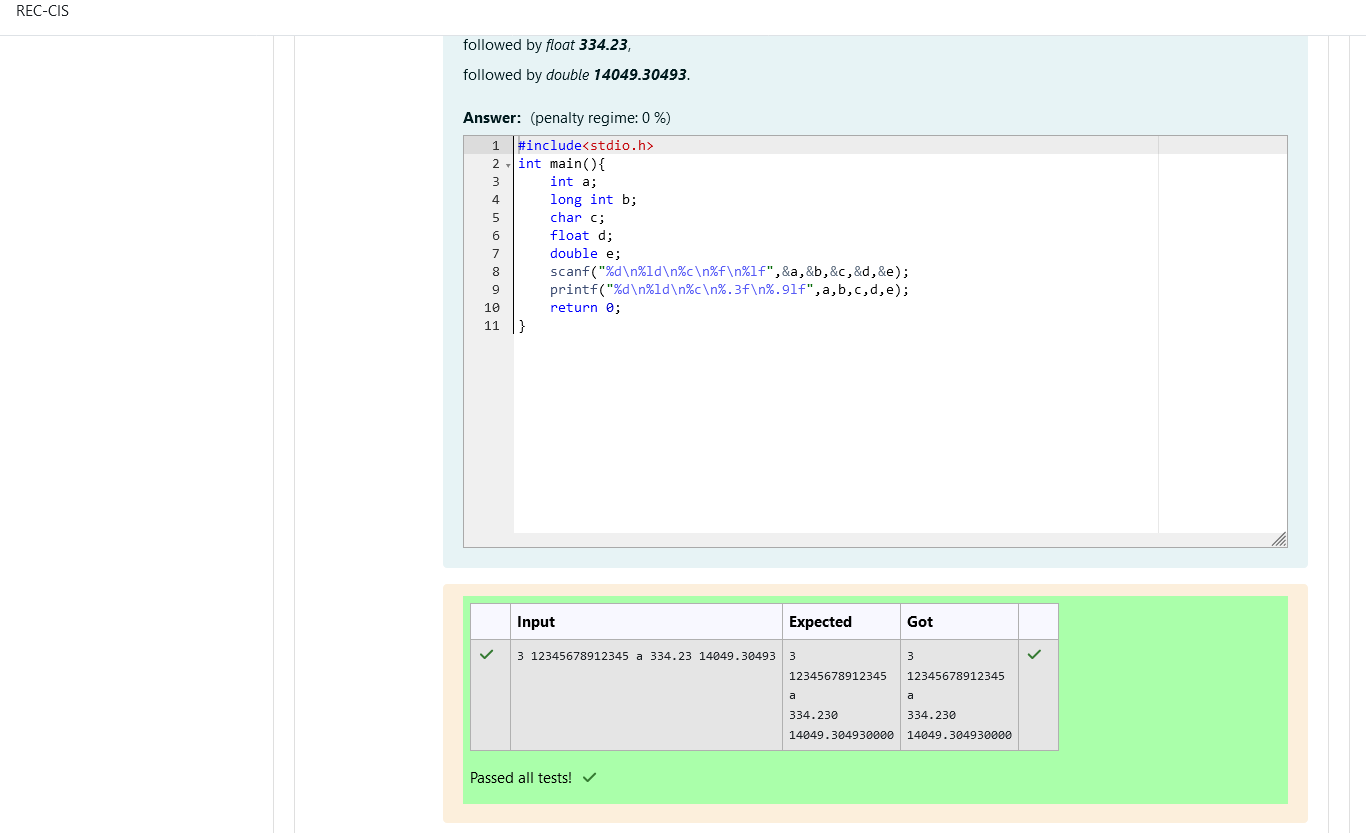 REC-CIS
followed by float 334.23,
followed by double 14049.30493.
Answer: (penalty regime: 0 %)
1 #include<stdio.h>
2 int main(){
3     int a;
4     long int b;
5     char c;
6     float d;
7     double e;
8     scanf("%d\n%ld\n%c\n%f\n%lf",&a,&b,&c,&d,&e);
9     printf("%d\n%ld\n%c\n%.3f\n%.9lf",a,b,c,d,e);
10     return 0;
11 }
Input Expected Got
3 12345678912345 a 334.23 14049.30493 3 3
12345678912345 12345678912345
a a
334.230 334.230
14049.304930000 14049.304930000
Passed all tests!